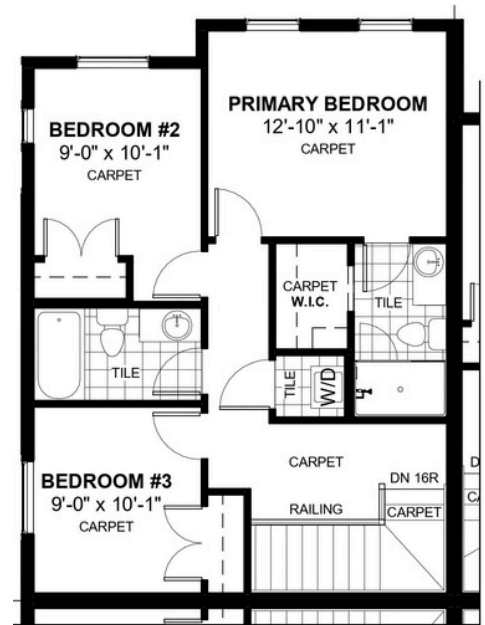 PRIMARY BEDROOM
12'-10" x 11'-1"
CARPET
BEDROOM #2
9'-0" x 10'-1"
CARPET
CARPET
W.I.C.
TILE
TILE
TILE
W/D
CARPET
DN 16R
RAILING
CARPET
BEDROOM #3
9'-0" x 10'-1"
CARPET
D
CA